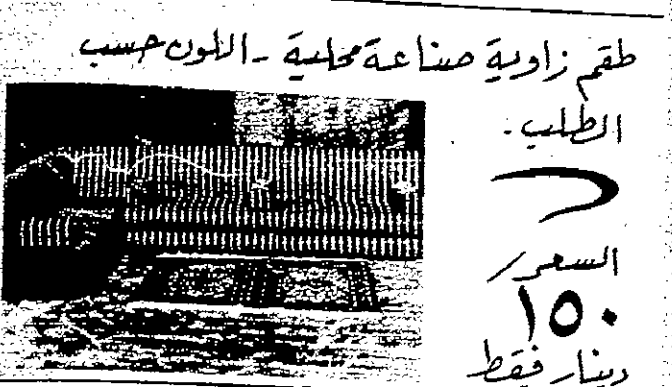 طقم زاوية صناعة محلية - اللون حسب
الطلب.
السعر /
١٥٠
دينار فقط